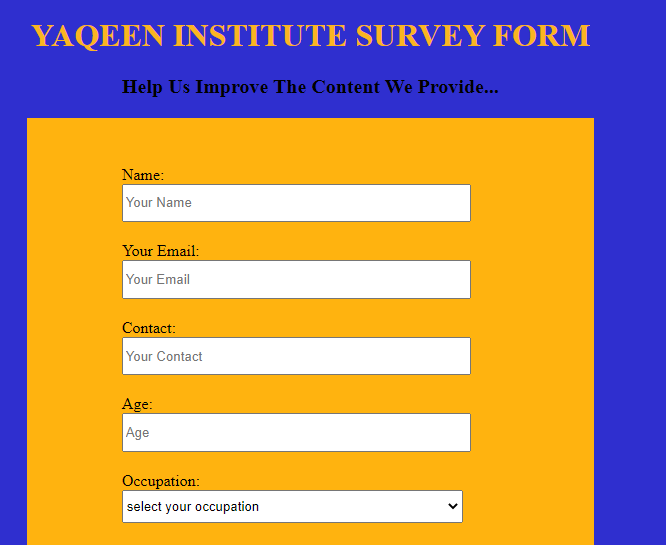 YAQEEN INSTITUTE SURVEY FORM
Help Us Improve The Content We Provide...
Name:
Your Name
Your Email:
Your Email
Contact:
Your Contact
Age:
Age
Occupation:
select your occupation